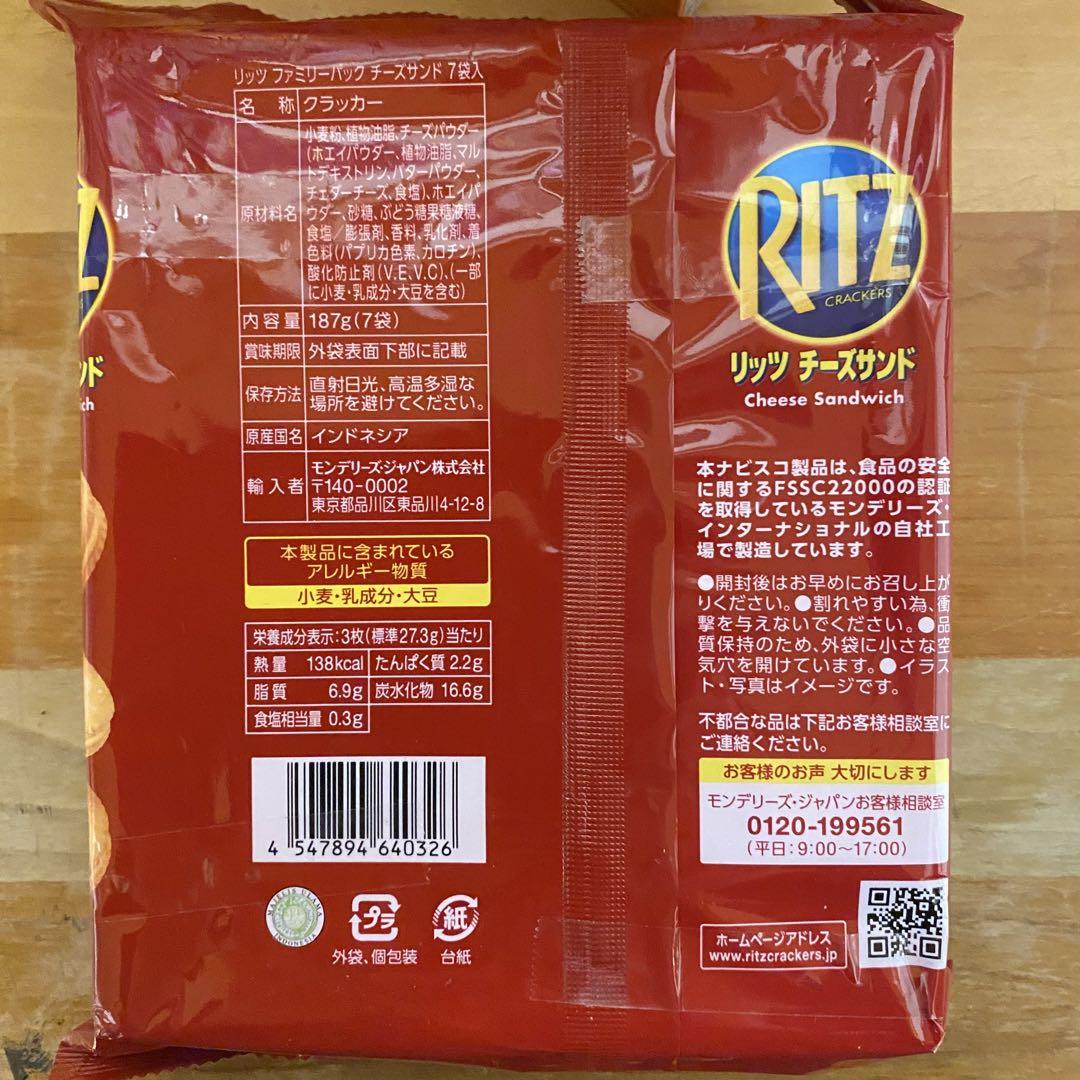 リッツ ファミリーパック チーズサンド 7袋入
名 称 クラッカー
原材料名
小麦粉、植物油脂、チーズパウダー
(ホエイパウダー、植物油脂、マル
トデキストリン、バターパウダー、
チェダーチーズ、食塩)、ホエイパ
ウダー、砂糖、ぶどう糖果糖液糖、
食塩/膨張剤、香料、乳化剤、着
色料(パプリカ色素、カロチン)、
酸化防止剤(V.E、V.C)、(一部
に小麦・乳成分・大豆を含む)
内容量 187g(7袋)
賞味期限 外袋表面下部に記載
保存方法 直射日光、高温多湿な
場所を避けてください。
原産国名 インドネシア
輸入者 モンデリーズ・ジャパン株式会社
〒140-0002
東京都品川区東品川4-12-8
本製品に含まれている
アレルギー物質
小麦・乳成分・大豆
栄養成分表示:3枚(標準27.3g)当たり
熱量 138kcal たんぱく質 2.2g
脂質 6.9g 炭水化物 16.6g
食塩相当量 0.3g
4 547894 640326
MAJELIS ULAMA INDONESIA
プラ
紙
外袋、個包装 台紙
RITZ
CRACKERS
リッツ チーズサンド
Cheese Sandwich
本ナビスコ製品は、食品の安全
に関するFSSC22000の認証
を取得しているモンデリーズ・
インターナショナルの自社工
場で製造しています。
●開封後はお早めにお召し上が
りください。●割れやすい為、衝
撃を与えないでください。●品
質保持のため、外袋に小さな空
気穴を開けています。●イラス
ト・写真はイメージです。
不都合な品は下記お客様相談室に
ご連絡ください。
お客様のお声 大切にします
モンデリーズ・ジャパンお客様相談室
0120-199561
(平日:9:00～17:00)
ホームページアドレス
www.ritzcrackers.jp
Z
ド
ch